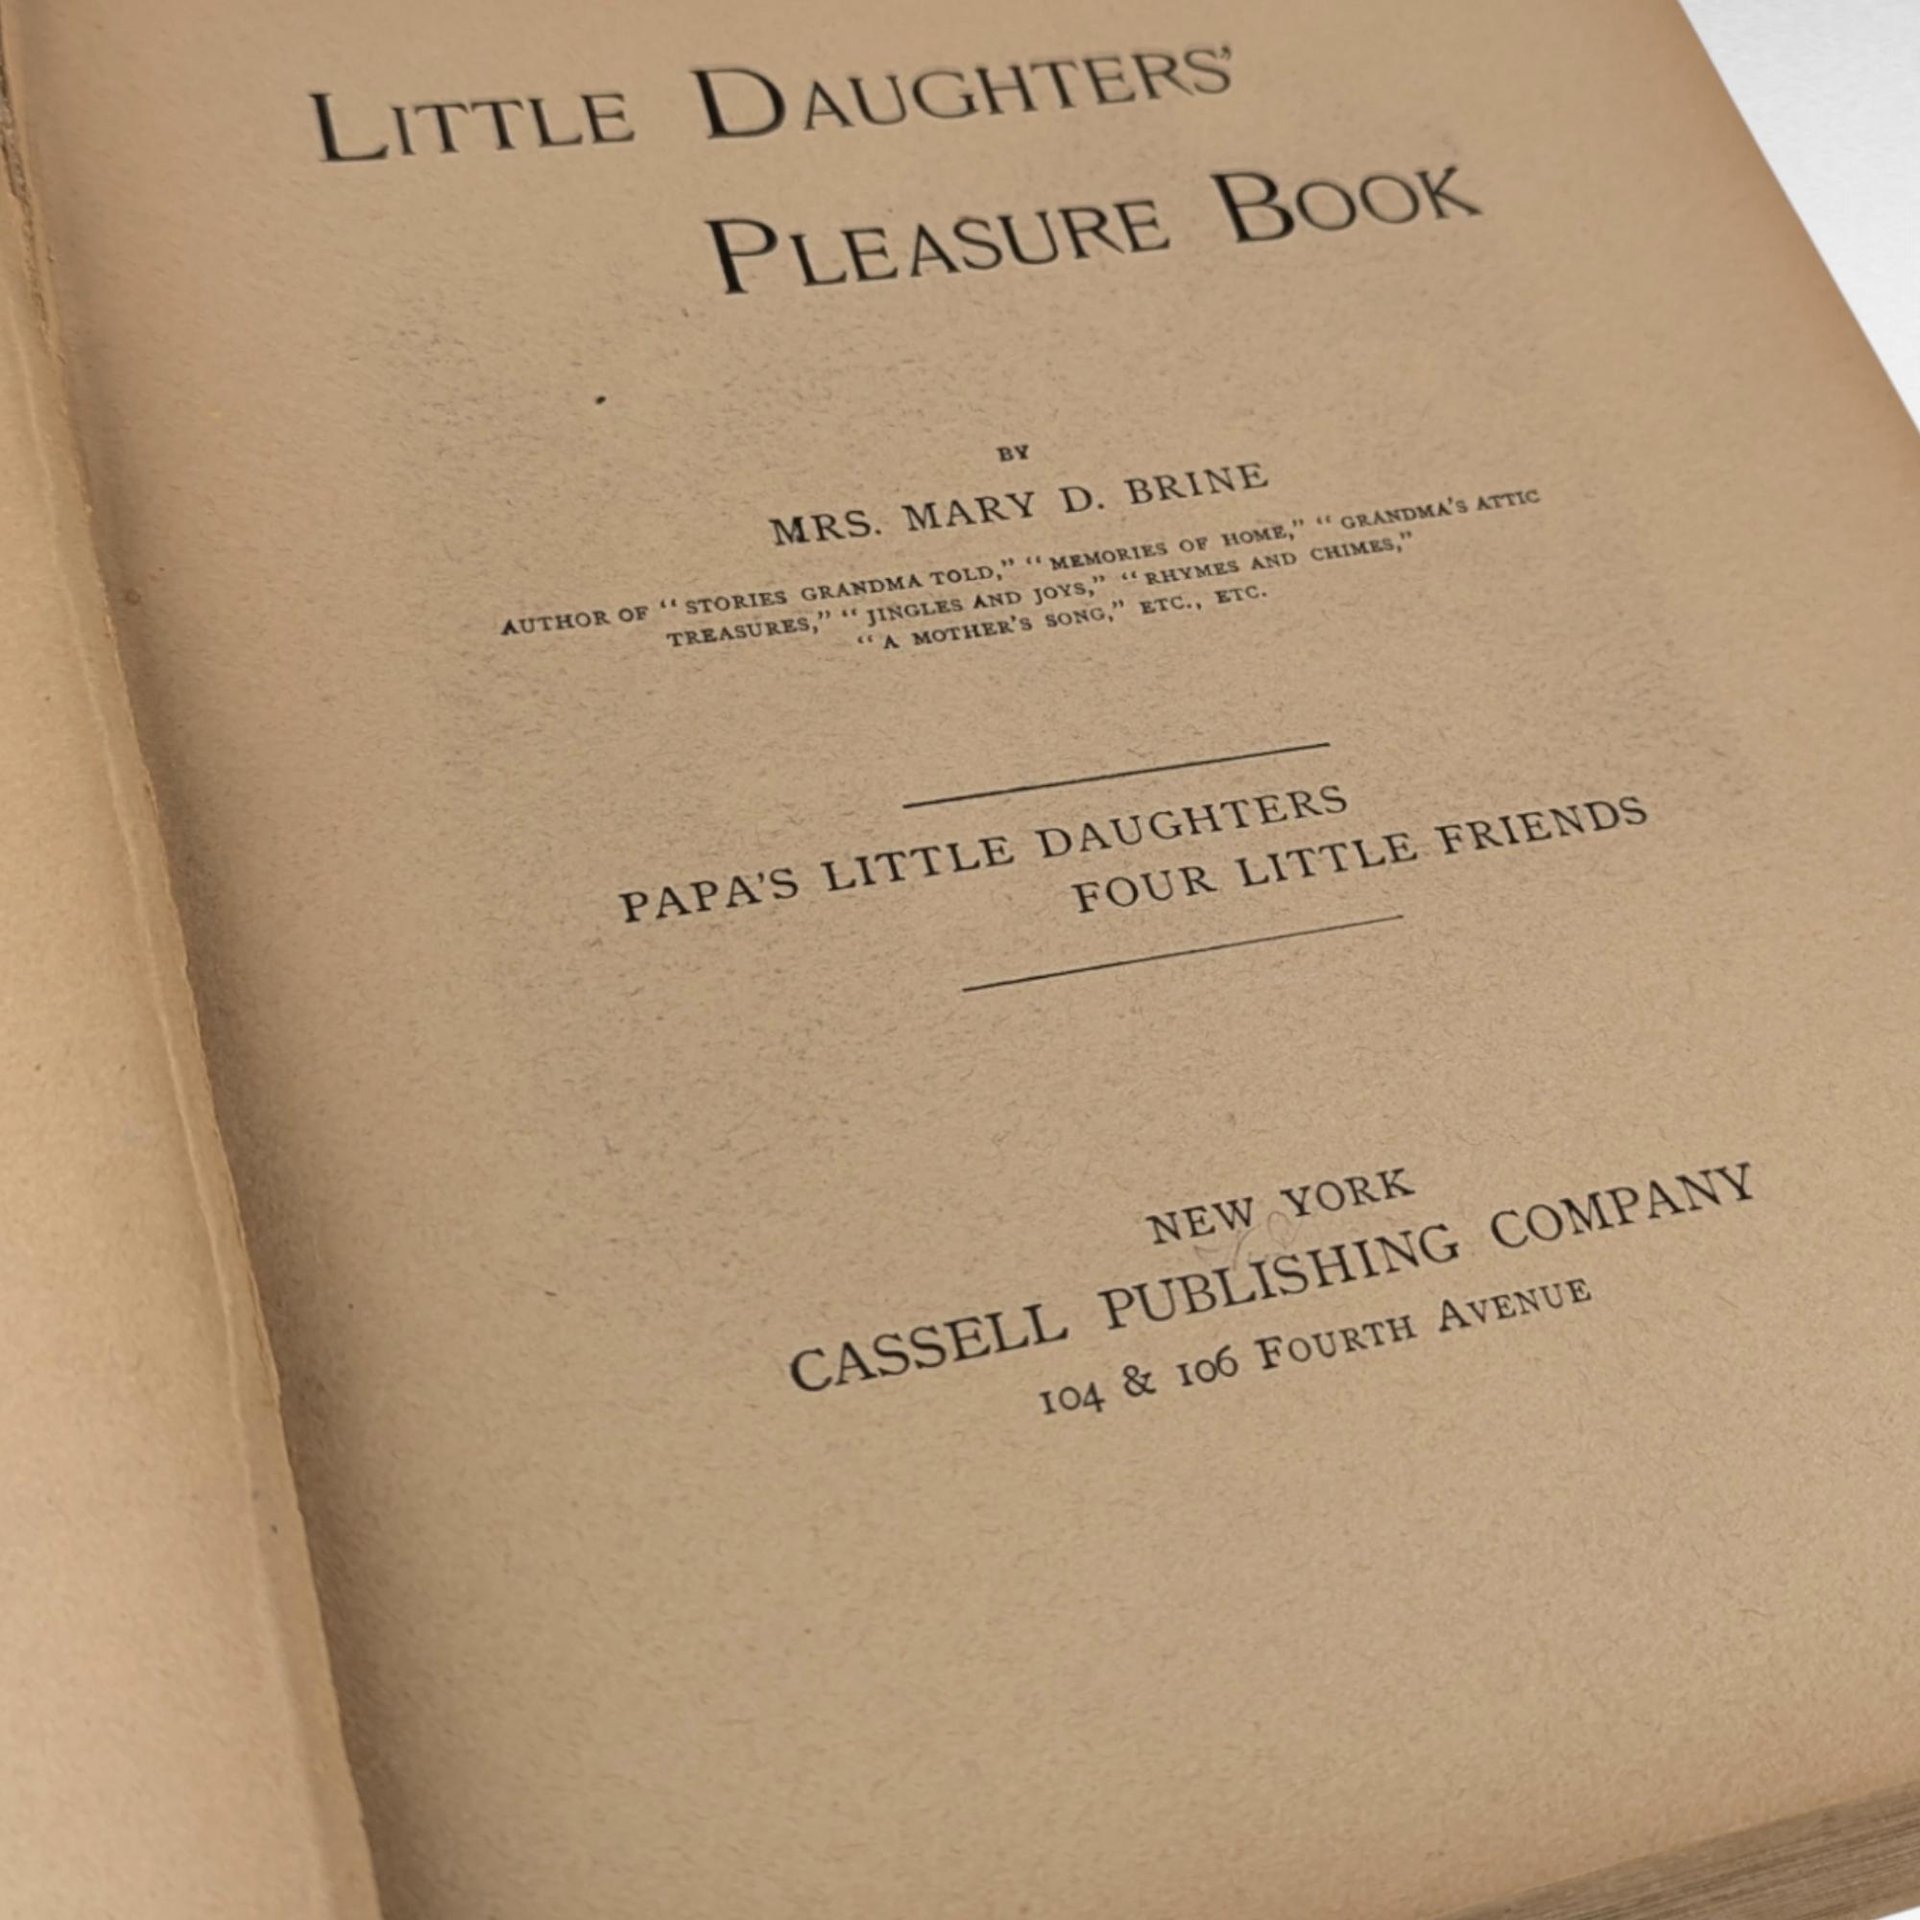 LITTLE DAUGHTERS'
PLEASURE BOOK
BY
MRS. MARY D. BRINE
AUTHOR OF "STORIES GRANDMA TOLD," "MEMORIES OF HOME," "GRANDMA'S ATTIC
TREASURES," "JINGLES AND JOYS," "RHYMES AND CHIMES,"
"A MOTHER'S SONG," ETC., ETC.
PAPA'S LITTLE DAUGHTERS
FOUR LITTLE FRIENDS
NEW YORK
CASSELL PUBLISHING COMPANY
104 & 106 FOURTH AVENUE